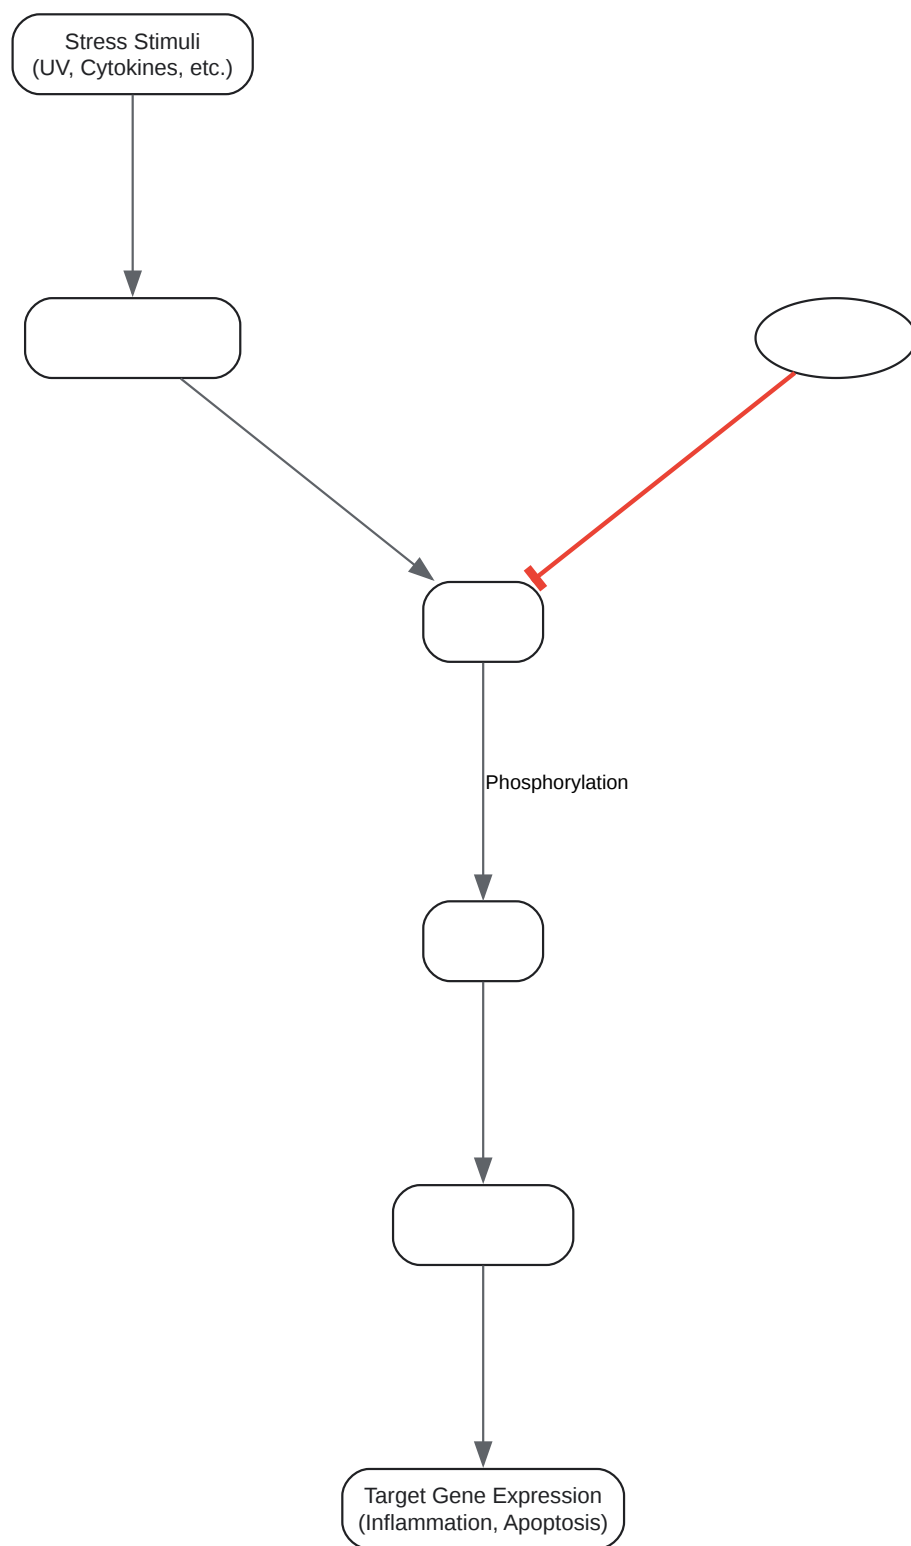 Stress Stimuli
(UV, Cytokines, etc.)
Phosphorylation
Target Gene Expression
(Inflammation, Apoptosis)